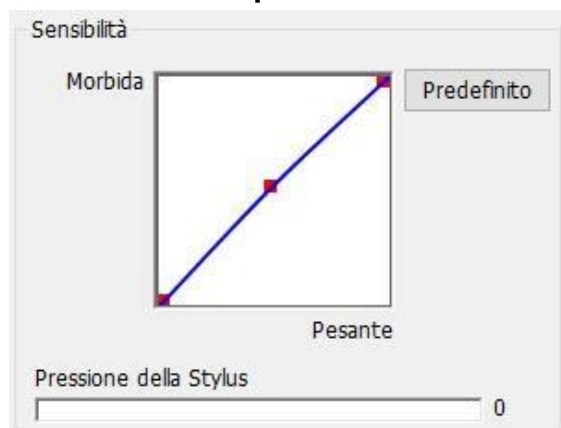 Sensibilità
Morbida
Predefinito
Pesante
Pressione della Stylus
0